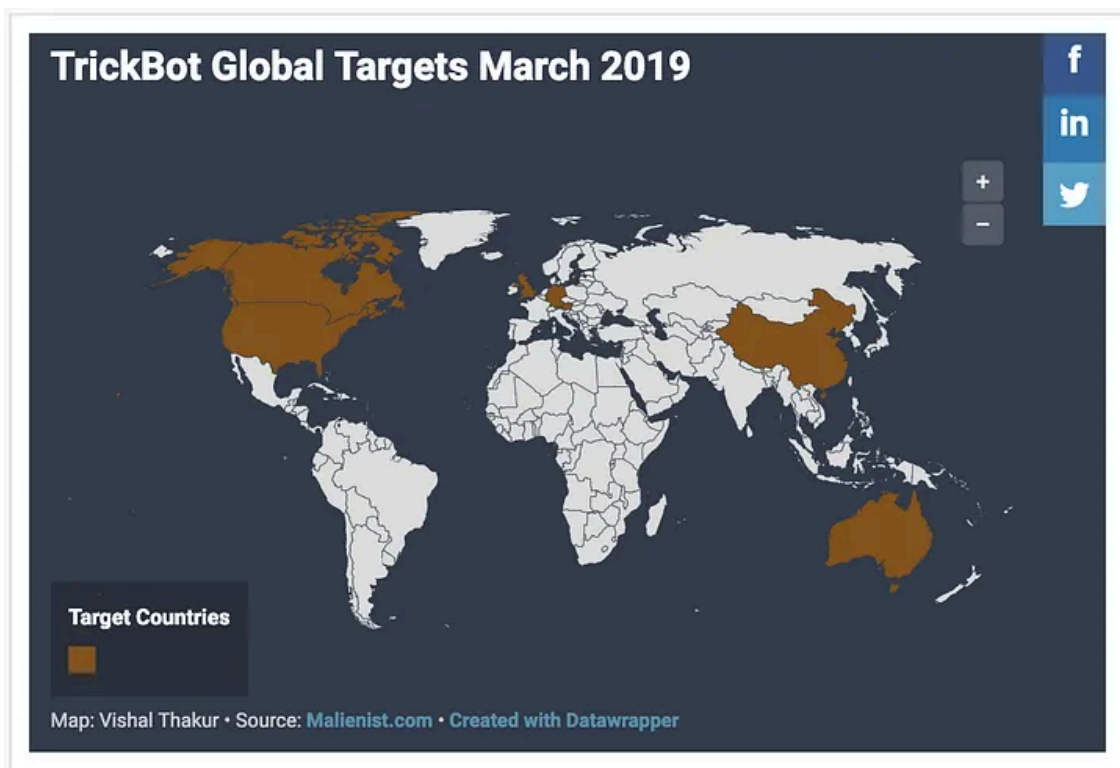 TrickBot Global Targets March 2019
f
in
+
−
Target Countries
Map: Vishal Thakur • Source: Malienist.com • Created with Datawrapper